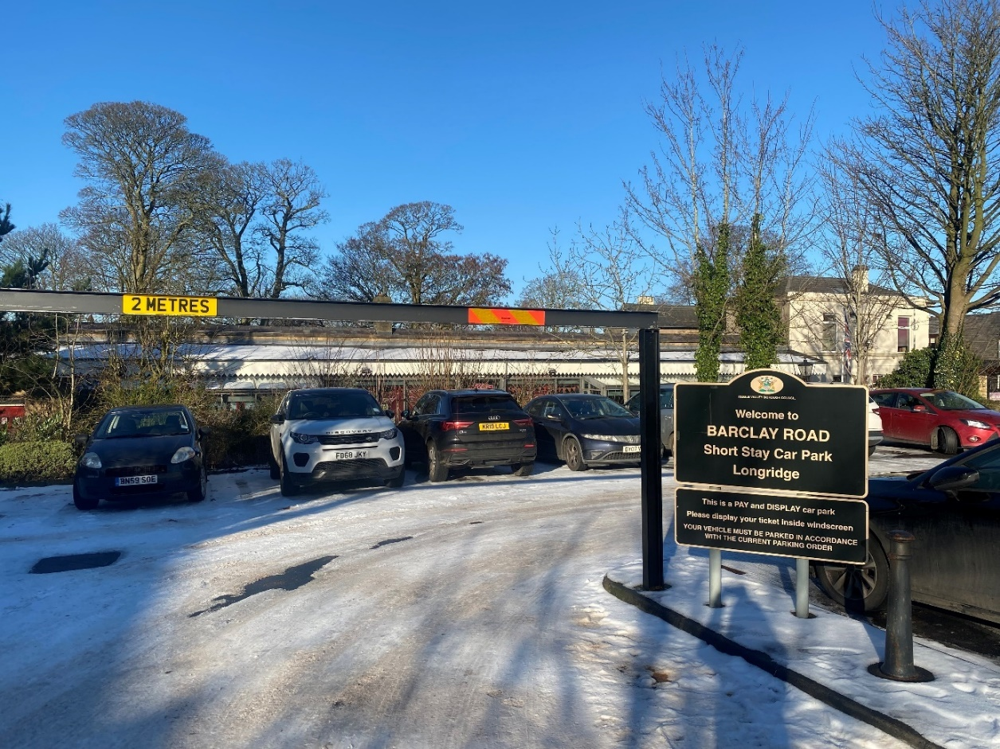 2 METRES
RIBBLE VALLEY BOROUGH COUNCIL
Welcome to
BARCLAY ROAD
Short Stay Car Park
Longridge
This is a PAY and DISPLAY car park
Please display your ticket inside windscreen
YOUR VEHICLE MUST BE PARKED IN ACCORDANCE
WITH THE CURRENT PARKING ORDER
DISCOVERY
BN59 SOE
FD68 JKY
KR15 LCJ